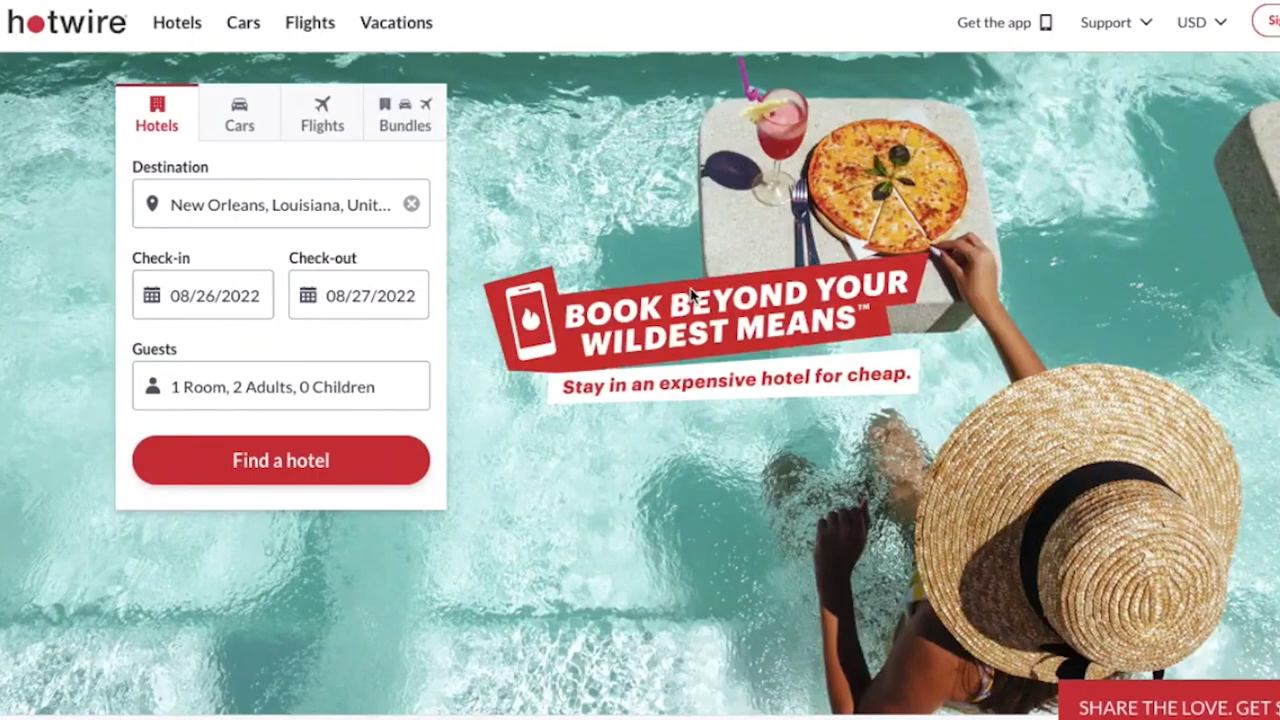 hotwire
Hotels Cars Flights Vacations
Get the app Support USD
Hotels Cars Flights Bundles
Destination
New Orleans, Louisiana, Unit...
Check-in Check-out
08/26/2022 08/27/2022
Guests
1 Room, 2 Adults, 0 Children
Find a hotel
BOOK BEYOND YOUR
WILDEST MEANS™
Stay in an expensive hotel for cheap.
SHARE THE LOVE. GET